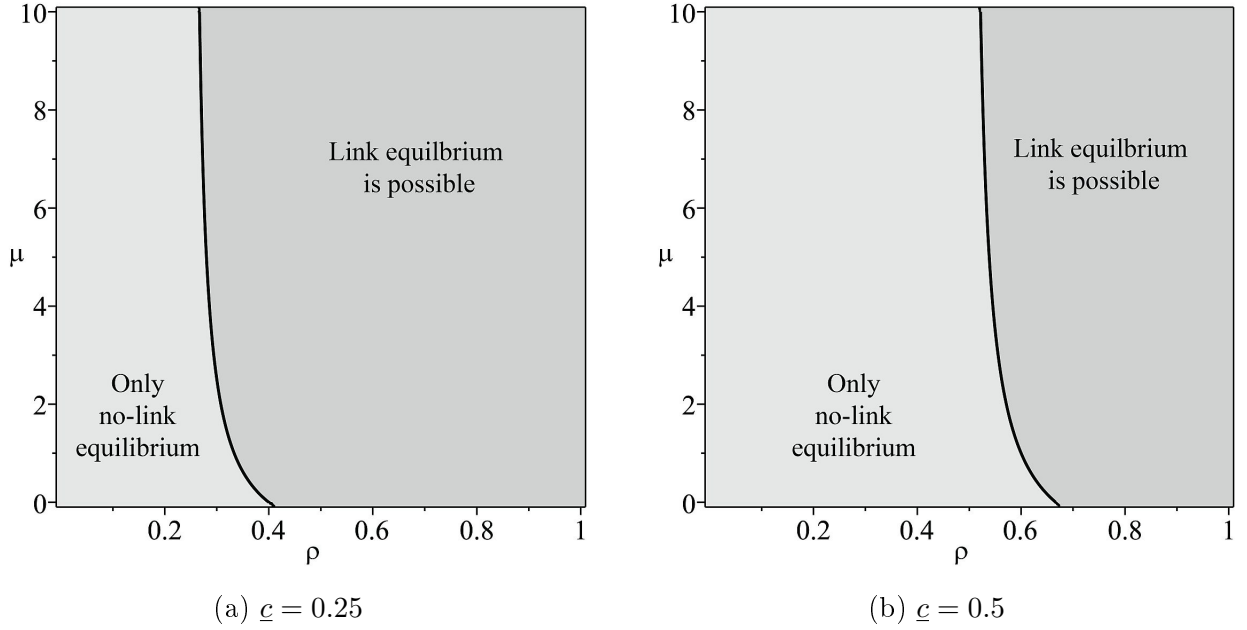 10
8
6
μ
4
2
0
Link equilbrium
is possible
Only
no-link
equilibrium
0.2
0.4
0.6
0.8
1
ρ
(a) c = 0.25
10
8
6
μ
4
2
0
Link equilbrium
is possible
Only
no-link
equilibrium
0.2
0.4
0.6
0.8
1
ρ
(b) c = 0.5